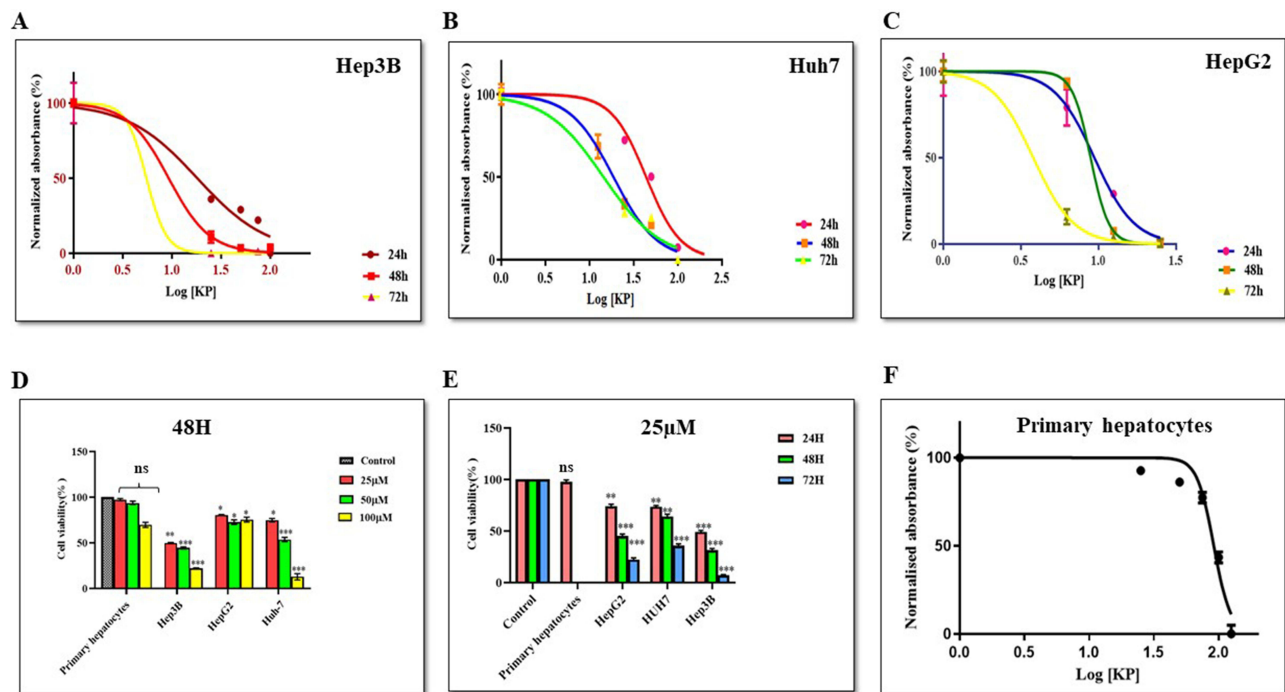 A
Hep3B
Normalized absorbance (%)
100
50
0
0.0 0.5 1.0 1.5 2.0
Log [KP]
24h
48h
72h
B
Huh7
Normalised absorbance (%)
100
50
0
0.0 0.5 1.0 1.5 2.0 2.5
Log [KP]
24h
48h
72h
C
HepG2
Normalized absorbance (%)
100
50
0
0.0 0.5 1.0 1.5
Log [KP]
24h
48h
72h
D
48H
Cell viability(% )
150
100
50
0
ns
* ** *** *** * * * * *** ***
Control
25μM
50μM
100μM
Primary hepatocytes
Hep3B
HepG2
Huh-7
E
25μM
Cell viability(% )
150
100
50
0
ns
** *** *** ** ** *** *** *** ***
24H
48H
72H
Control
Primary hepatocytes
HepG2
HUH7
Hep3B
F
Primary hepatocytes
Normalised absorbance (%)
100
50
0
0.0 0.5 1.0 1.5 2.0
Log [KP]